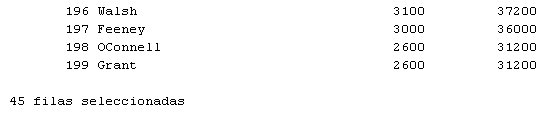 196 Walsh 3100 37200
197 Feeney 3000 36000
198 OConnell 2600 31200
199 Grant 2600 31200
45 filas seleccionadas